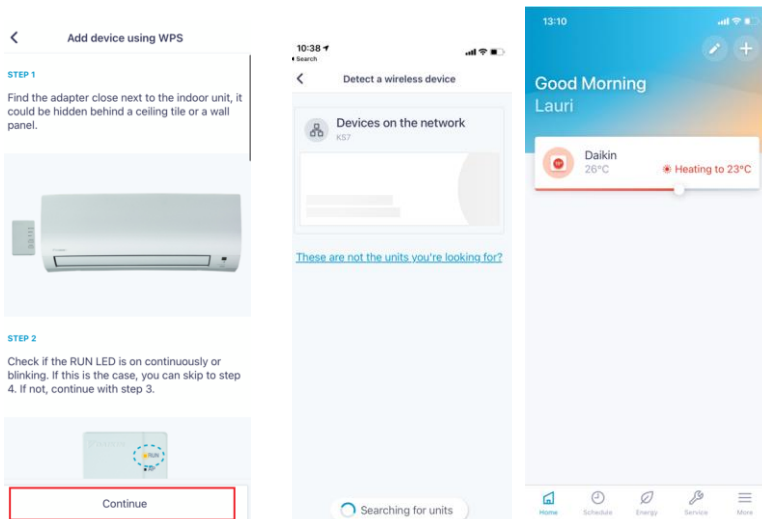 Add device using WPS
STEP 1
Find the adapter close next to the indoor unit, it
could be hidden behind a ceiling tile or a wall
panel.
STEP 2
Check if the RUN LED is on continuously or
blinking. If this is the case, you can skip to step
4. If not, continue with step 3.
RUN
Continue
10:38
Search
Detect a wireless device
Devices on the network
KS7
These are not the units you're looking for?
Searching for units
13:10
Good Morning
Lauri
Daikin
26°C
Heating to 23°C
Home
Schedule
Energy
Service
More